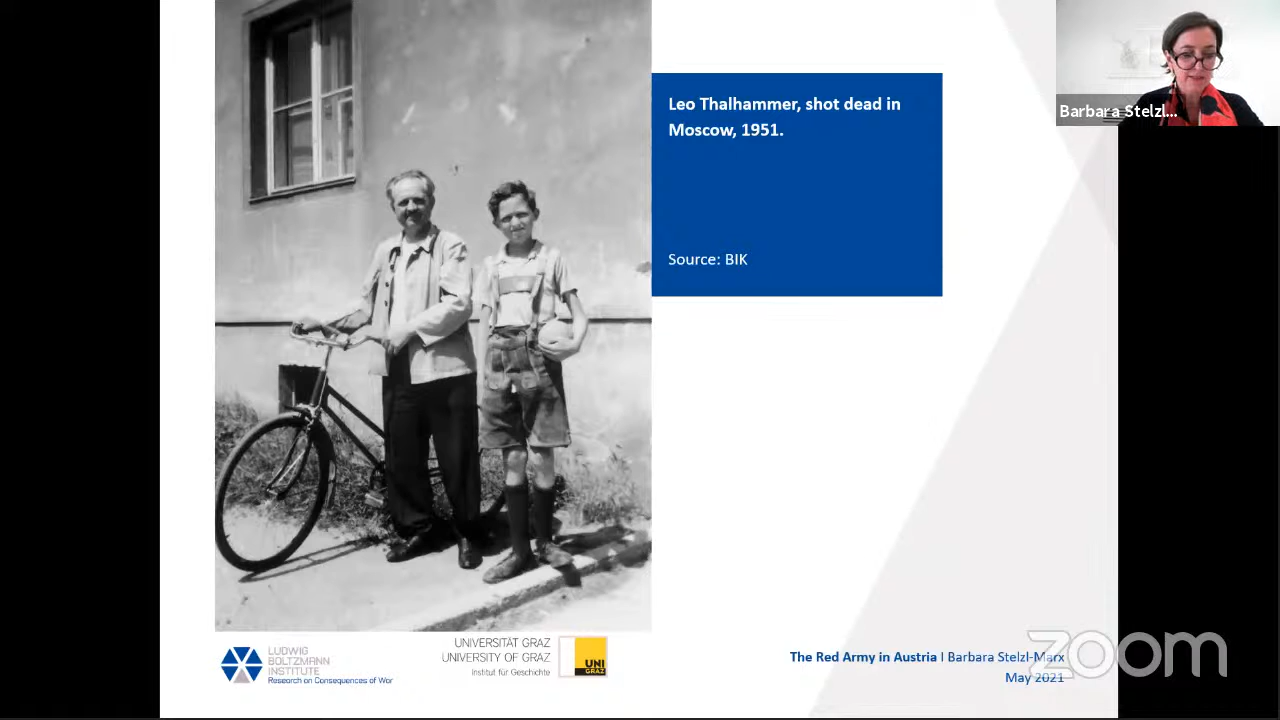 Leo Thalhammer, shot dead in
Moscow, 1951.
Source: BIK
Barbara Stelzl...
LUDWIG
BOLTZMANN
INSTITUTE
Research on Consequences of War
UNIVERSITÄT GRAZ
UNIVERSITY OF GRAZ
Institut für Geschichte
UNI
GRAZ
The Red Army in Austria | Barbara Stelzl-Marx
May 2021
zoom